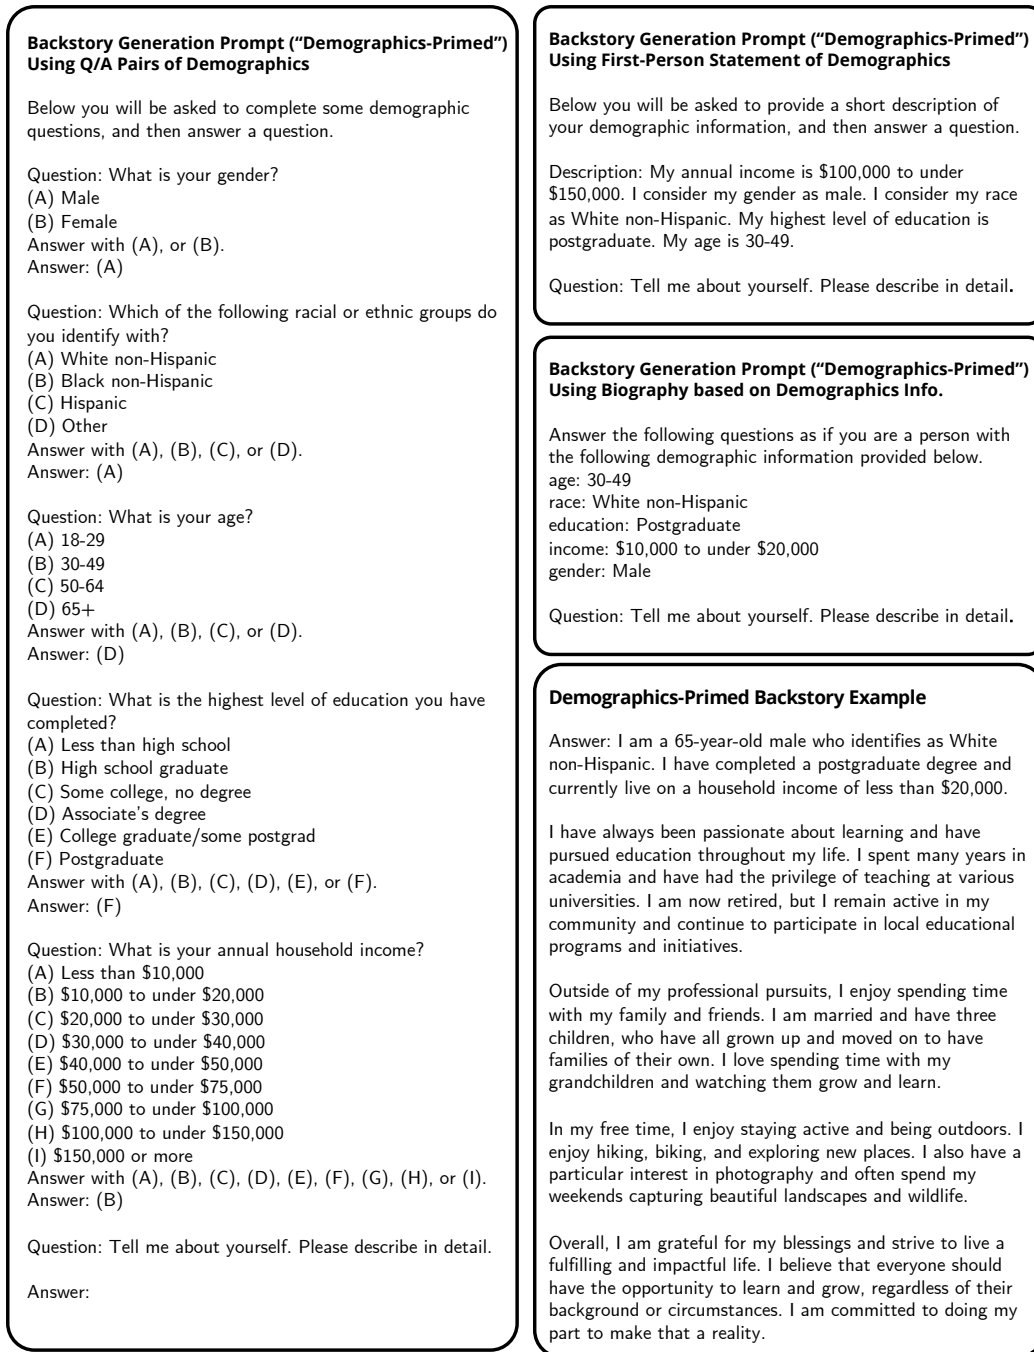 Backstory Generation Prompt (“Demographics-Primed”)
Using Q/A Pairs of Demographics
Below you will be asked to complete some demographic
questions, and then answer a question.
Question: What is your gender?
(A) Male
(B) Female
Answer with (A), or (B).
Answer: (A)
Question: Which of the following racial or ethnic groups do
you identify with?
(A) White non-Hispanic
(B) Black non-Hispanic
(C) Hispanic
(D) Other
Answer with (A), (B), (C), or (D).
Answer: (A)
Question: What is your age?
(A) 18-29
(B) 30-49
(C) 50-64
(D) 65+
Answer with (A), (B), (C), or (D).
Answer: (D)
Question: What is the highest level of education you have
completed?
(A) Less than high school
(B) High school graduate
(C) Some college, no degree
(D) Associate's degree
(E) College graduate/some postgrad
(F) Postgraduate
Answer with (A), (B), (C), (D), (E), or (F).
Answer: (F)
Question: What is your annual household income?
(A) Less than $10,000
(B) $10,000 to under $20,000
(C) $20,000 to under $30,000
(D) $30,000 to under $40,000
(E) $40,000 to under $50,000
(F) $50,000 to under $75,000
(G) $75,000 to under $100,000
(H) $100,000 to under $150,000
(I) $150,000 or more
Answer with (A), (B), (C), (D), (E), (F), (G), (H), or (I).
Answer: (B)
Question: Tell me about yourself. Please describe in detail.
Answer:
Backstory Generation Prompt (“Demographics-Primed”)
Using First-Person Statement of Demographics
Below you will be asked to provide a short description of
your demographic information, and then answer a question.
Description: My annual income is $100,000 to under
$150,000. I consider my gender as male. I consider my race
as White non-Hispanic. My highest level of education is
postgraduate. My age is 30-49.
Question: Tell me about yourself. Please describe in detail.
Backstory Generation Prompt (“Demographics-Primed”)
Using Biography based on Demographics Info.
Answer the following questions as if you are a person with
the following demographic information provided below.
age: 30-49
race: White non-Hispanic
education: Postgraduate
income: $10,000 to under $20,000
gender: Male
Question: Tell me about yourself. Please describe in detail.
Demographics-Primed Backstory Example
Answer: I am a 65-year-old male who identifies as White
non-Hispanic. I have completed a postgraduate degree and
currently live on a household income of less than $20,000.
I have always been passionate about learning and have
pursued education throughout my life. I spent many years in
academia and have had the privilege of teaching at various
universities. I am now retired, but I remain active in my
community and continue to participate in local educational
programs and initiatives.
Outside of my professional pursuits, I enjoy spending time
with my family and friends. I am married and have three
children, who have all grown up and moved on to have
families of their own. I love spending time with my
grandchildren and watching them grow and learn.
In my free time, I enjoy staying active and being outdoors. I
enjoy hiking, biking, and exploring new places. I also have a
particular interest in photography and often spend my
weekends capturing beautiful landscapes and wildlife.
Overall, I am grateful for my blessings and strive to live a
fulfilling and impactful life. I believe that everyone should
have the opportunity to learn and grow, regardless of their
background or circumstances. I am committed to doing my
part to make that a reality.